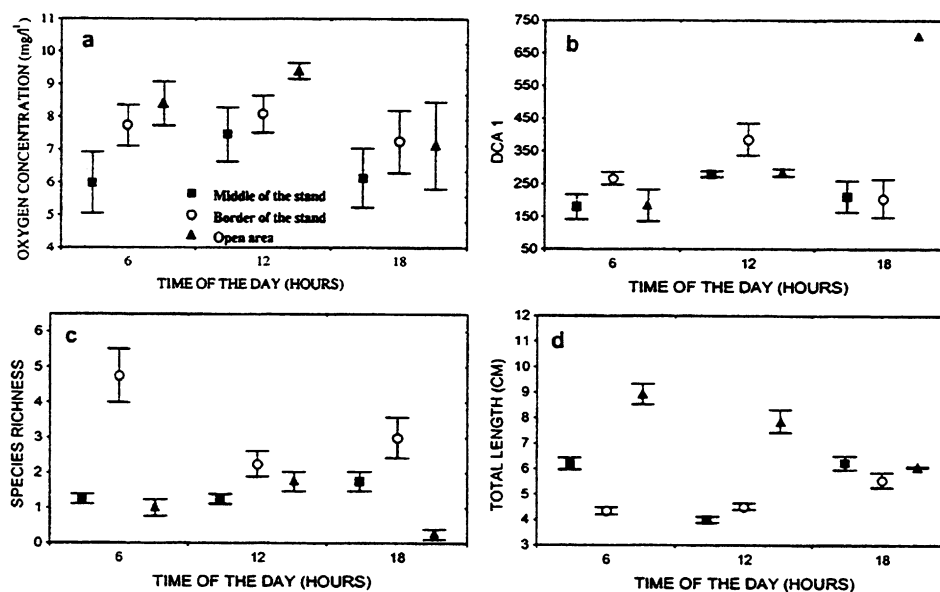 a
OXYGEN CONCENTRATION (mg/l)
11
10
9
8
7
6
5
4
Middle of the stand
Border of the stand
Open area
6 12 18
TIME OF THE DAY (HOURS)
b
DCA 1
750
650
550
450
350
250
150
50
6 12 18
TIME OF THE DAY (HOURS)
c
SPECIES RICHNESS
6
5
4
3
2
1
0
6 12 18
TIME OF THE DAY (HOURS)
d
TOTAL LENGTH (CM)
12
11
10
9
8
7
6
5
4
3
6 12 18
TIME OF THE DAY (HOURS)